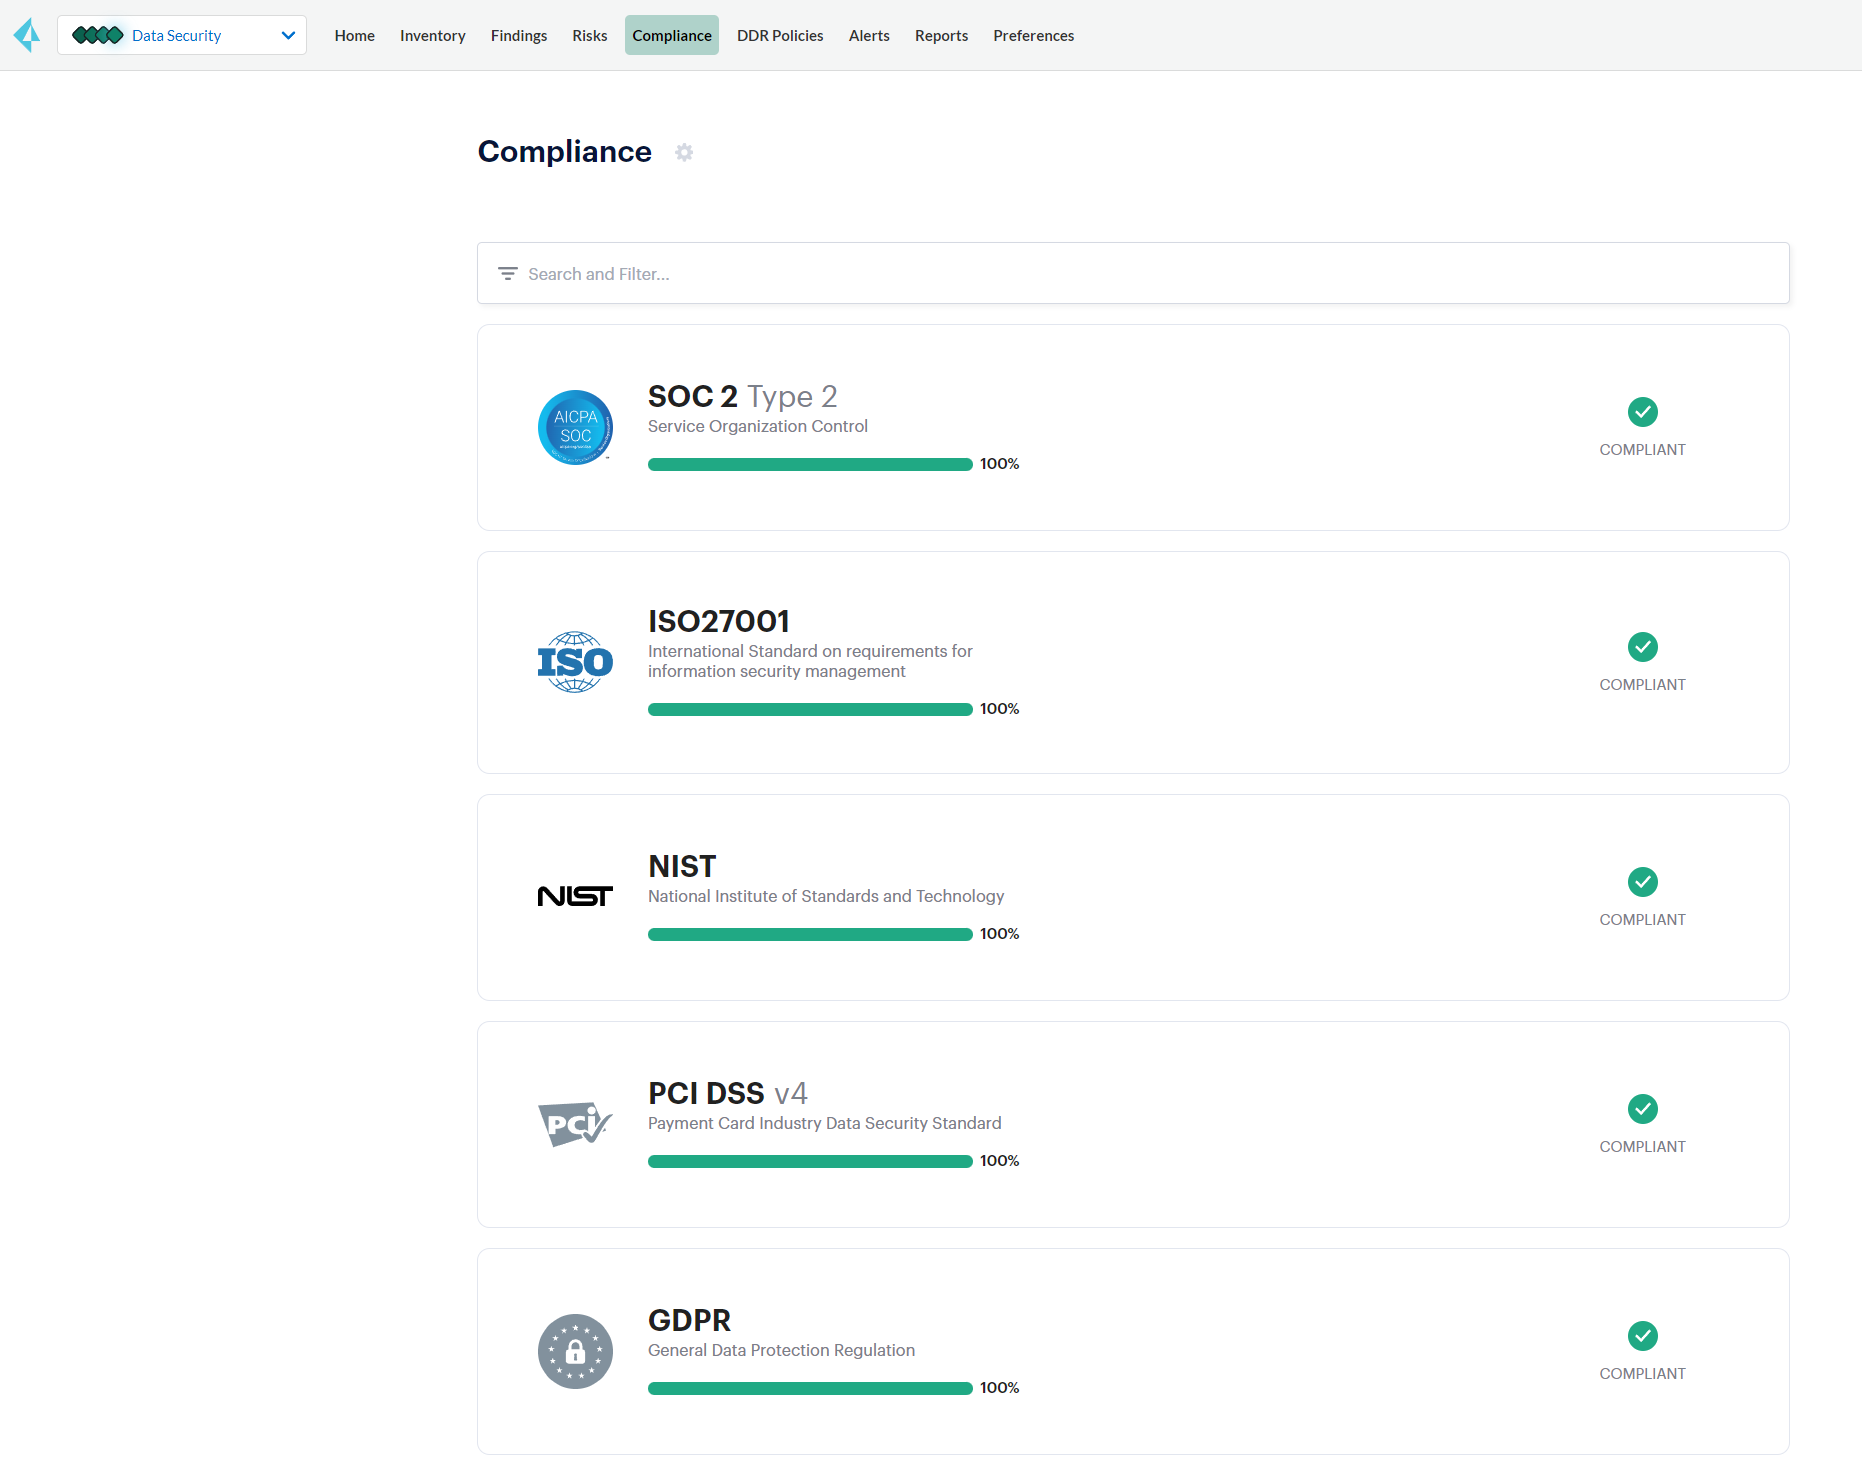 Data Security
Home Inventory Findings Risks Compliance DDR Policies Alerts Reports Preferences
Compliance
Search and Filter...
AICPA
SOC
SOC 2 Type 2
Service Organization Control
100%
COMPLIANT
ISO
ISO27001
International Standard on requirements for
information security management
100%
COMPLIANT
NIST
NIST
National Institute of Standards and Technology
100%
COMPLIANT
PCI
PCI DSS v4
Payment Card Industry Data Security Standard
100%
COMPLIANT
GDPR
General Data Protection Regulation
100%
COMPLIANT